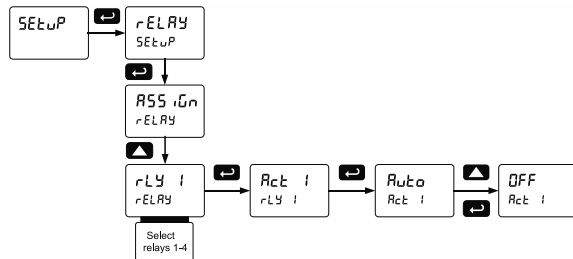 SEtuP
rELAY
SEtuP
ASSiGn
rELAY
rLY 1
rELAY
Act 1
rLY 1
Auto
Act 1
OFF
Act 1
Select
relays 1-4